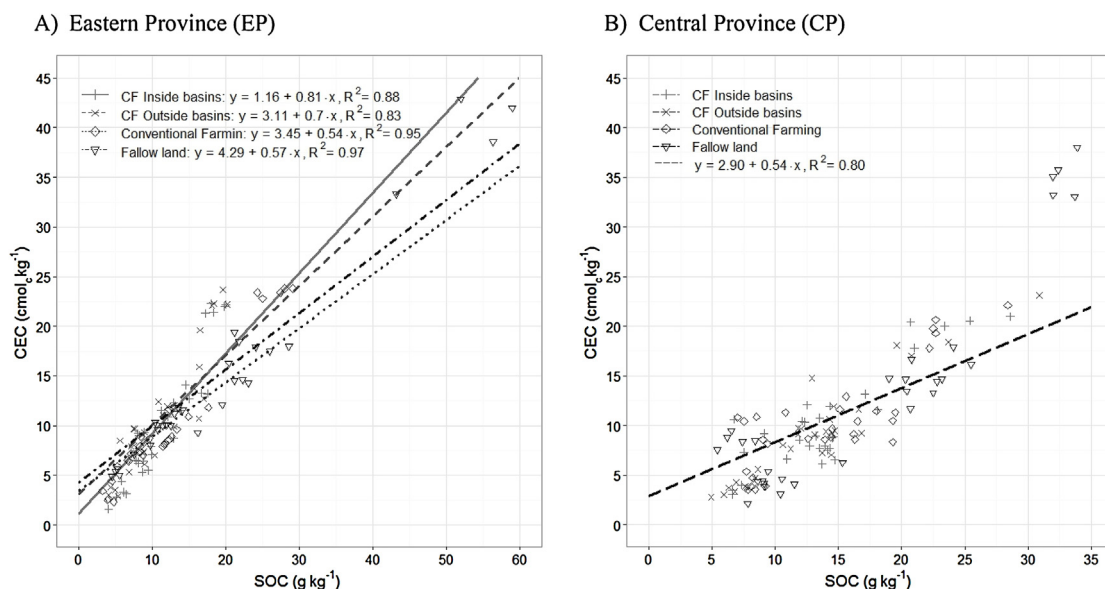 A) Eastern Province (EP)
45
40
35
30
25
20
15
10
5
0
CEC (cmol_c kg⁻¹)
CF Inside basins: y = 1.16 + 0.81·x, R² = 0.88
CF Outside basins: y = 3.11 + 0.7·x, R² = 0.83
Conventional Farmin: y = 3.45 + 0.54·x, R² = 0.95
Fallow land: y = 4.29 + 0.57·x, R² = 0.97
0 10 20 30 40 50 60
SOC (g kg⁻¹)
B) Central Province (CP)
45
40
35
30
25
20
15
10
5
0
CEC (cmol_c kg⁻¹)
CF Inside basins
CF Outside basins
Conventional Farming
Fallow land
y = 2.90 + 0.54·x, R² = 0.80
0 5 10 15 20 25 30 35
SOC (g kg⁻¹)